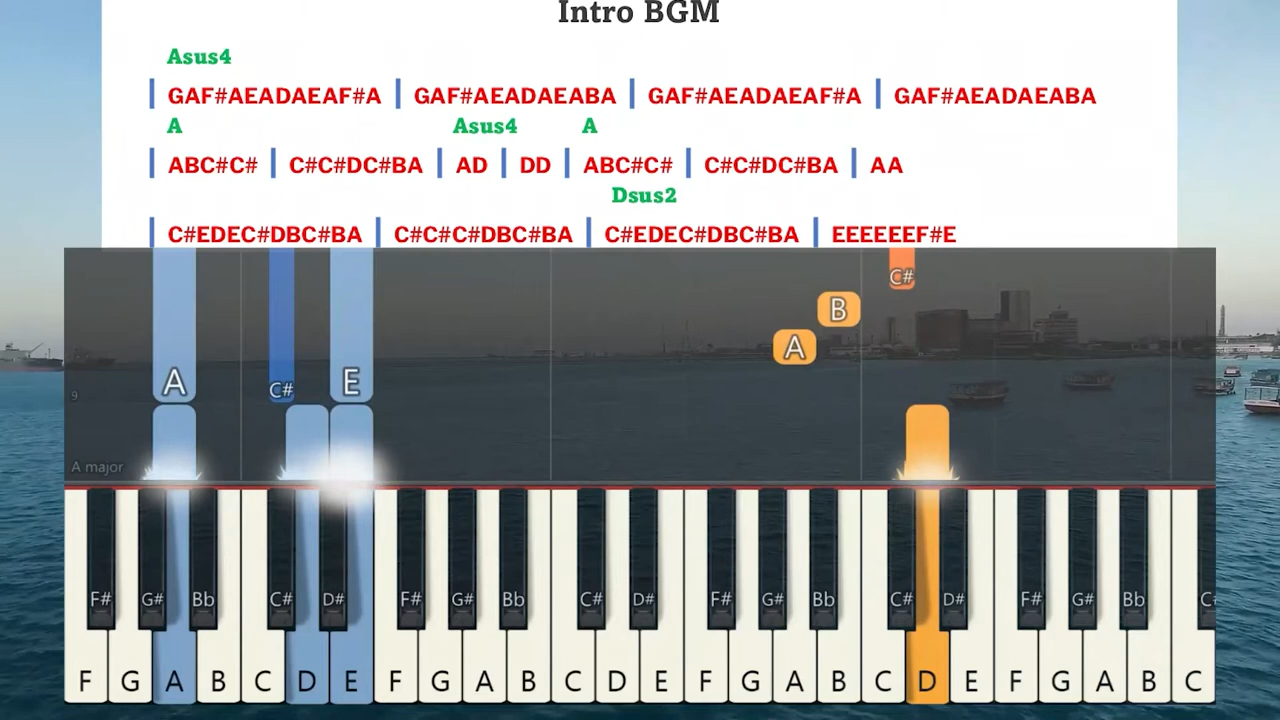 Intro BGM
Asus4
| GAF#AEADAEAF#A | GAF#AEADAEABA | GAF#AEADAEAF#A | GAF#AEADAEABA
A Asus4 A
| ABC#C# | C#C#DC#BA | AD | DD | ABC#C# | C#C#DC#BA | AA
Dsus2
| C#EDEC#DBC#BA | C#C#C#DBC#BA | C#EDEC#DBC#BA | EEEEEEF#E
C#
B
A
A C# E
9
A major
F# G# Bb C# D# F# G# Bb C# D# F# G# Bb C# D# F# G# Bb
F G A B C D E F G A B C D E F G A B C D E F G A B C